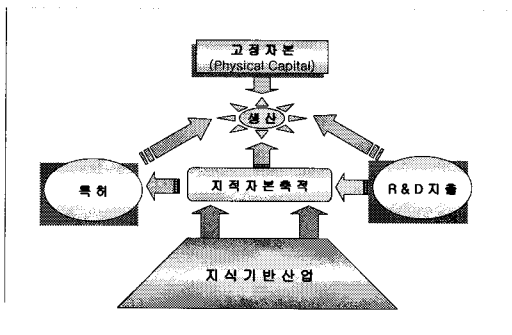 고 정 자 본
(Physical Capital)
생 산
특 허
지 적 자 본 축 적
R & D 지 출
지 식 기 반 산 업